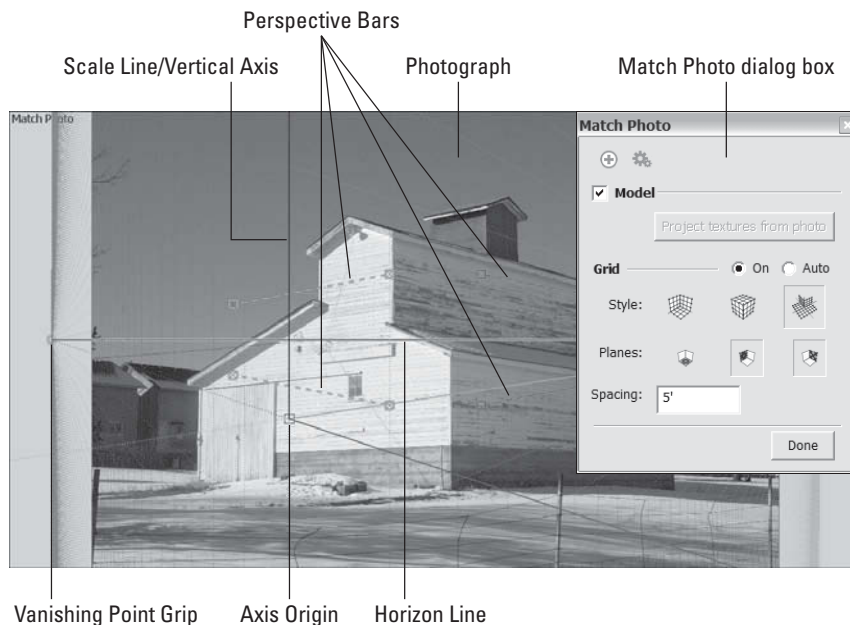 Perspective Bars
Scale Line/Vertical Axis
Photograph
Match Photo dialog box
Match Photo
Match Photo
Model
Project textures from photo
Grid
On
Auto
Style:
Planes:
Spacing:
5'
Done
Vanishing Point Grip
Axis Origin
Horizon Line